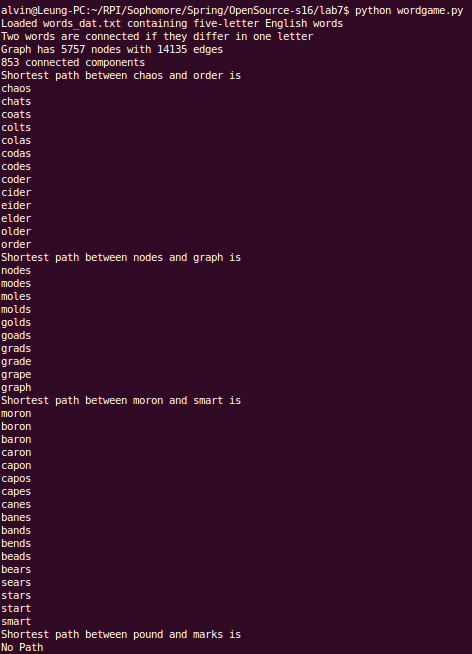 alvin@Leung-PC:~/RPI/Sophomore/Spring/OpenSource-s16/lab7$ python wordgame.py
Loaded words_dat.txt containing five-letter English words
Two words are connected if they differ in one letter
Graph has 5757 nodes with 14135 edges
853 connected components
Shortest path between chaos and order is
chaos
chats
coats
colts
colas
codas
codes
coder
cider
eider
elder
older
order
Shortest path between nodes and graph is
nodes
modes
moles
molds
golds
goads
grads
grade
grape
graph
Shortest path between moron and smart is
moron
boron
baron
caron
capon
capos
capes
canes
banes
bands
bends
beads
bears
sears
stars
start
smart
Shortest path between pound and marks is
No Path